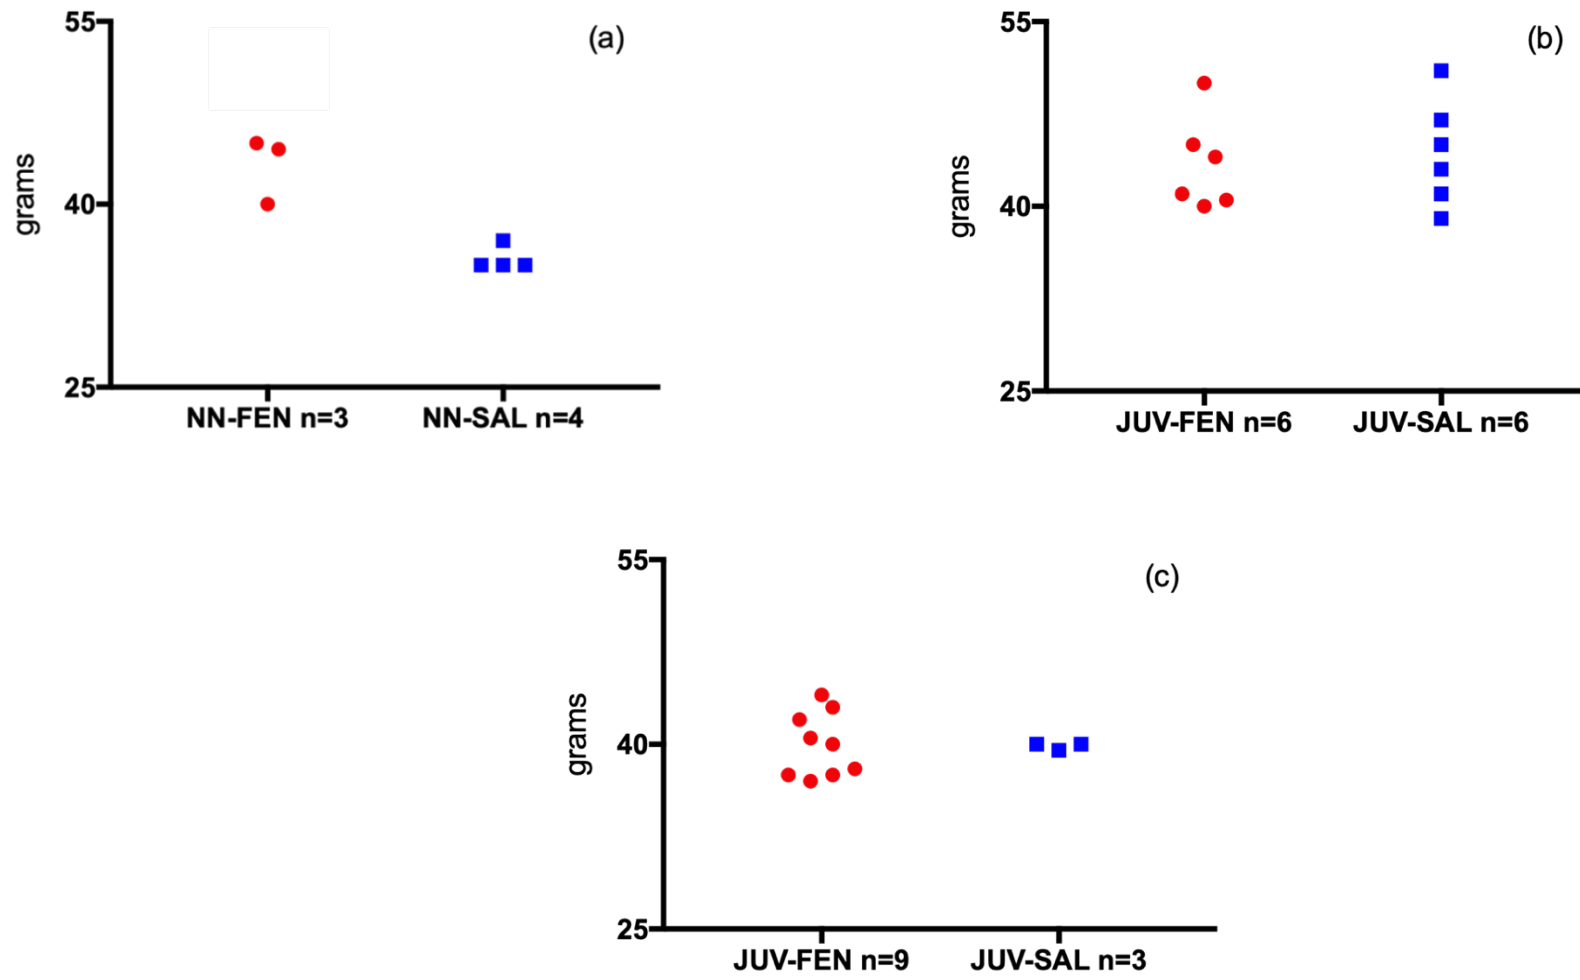 (a)
55
40
25
grams
NN-FEN n=3
NN-SAL n=4
(b)
55
40
25
grams
JUV-FEN n=6
JUV-SAL n=6
(c)
55
40
25
grams
JUV-FEN n=9
JUV-SAL n=3